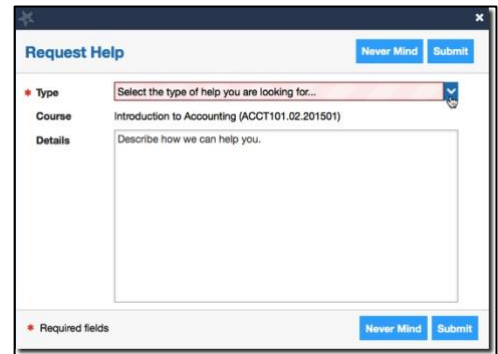 Request Help
Never Mind Submit
* Type Select the type of help you are looking for...
Course Introduction to Accounting (ACCT101.02.201501)
Details Describe how we can help you.
* Required fields Never Mind Submit